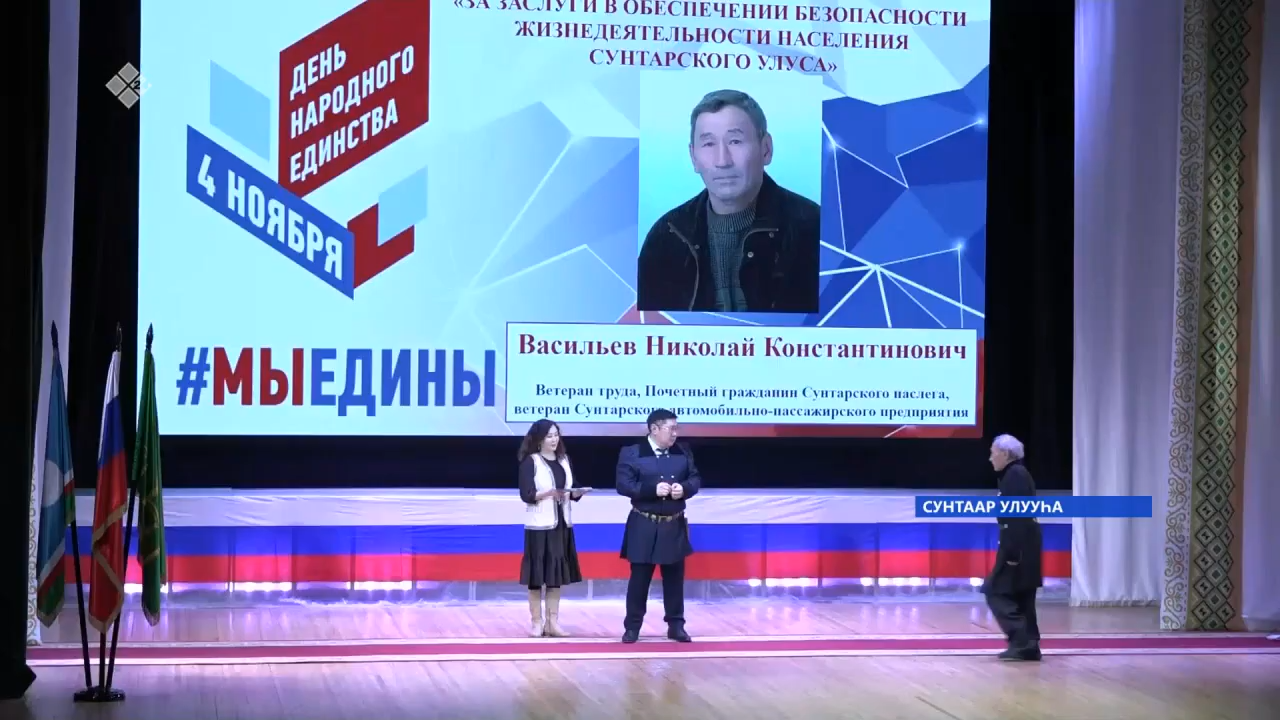 «ЗА ЗАСЛУГИ В ОБЕСПЕЧЕНИИ БЕЗОПАСНОСТИ
ЖИЗНЕДЕЯТЕЛЬНОСТИ НАСЕЛЕНИЯ
СУНТАРСКОГО УЛУСА»
ДЕНЬ
НАРОДНОГО
ЕДИНСТВА
4 НОЯБРЯ
#МЫЕДИНЫ
Васильев Николай Константинович
Ветеран труда, Почетный гражданин Сунтарского наслега,
ветеран Сунтарского автомобильно-пассажирского предприятия
СУНТААР УЛУУҺА